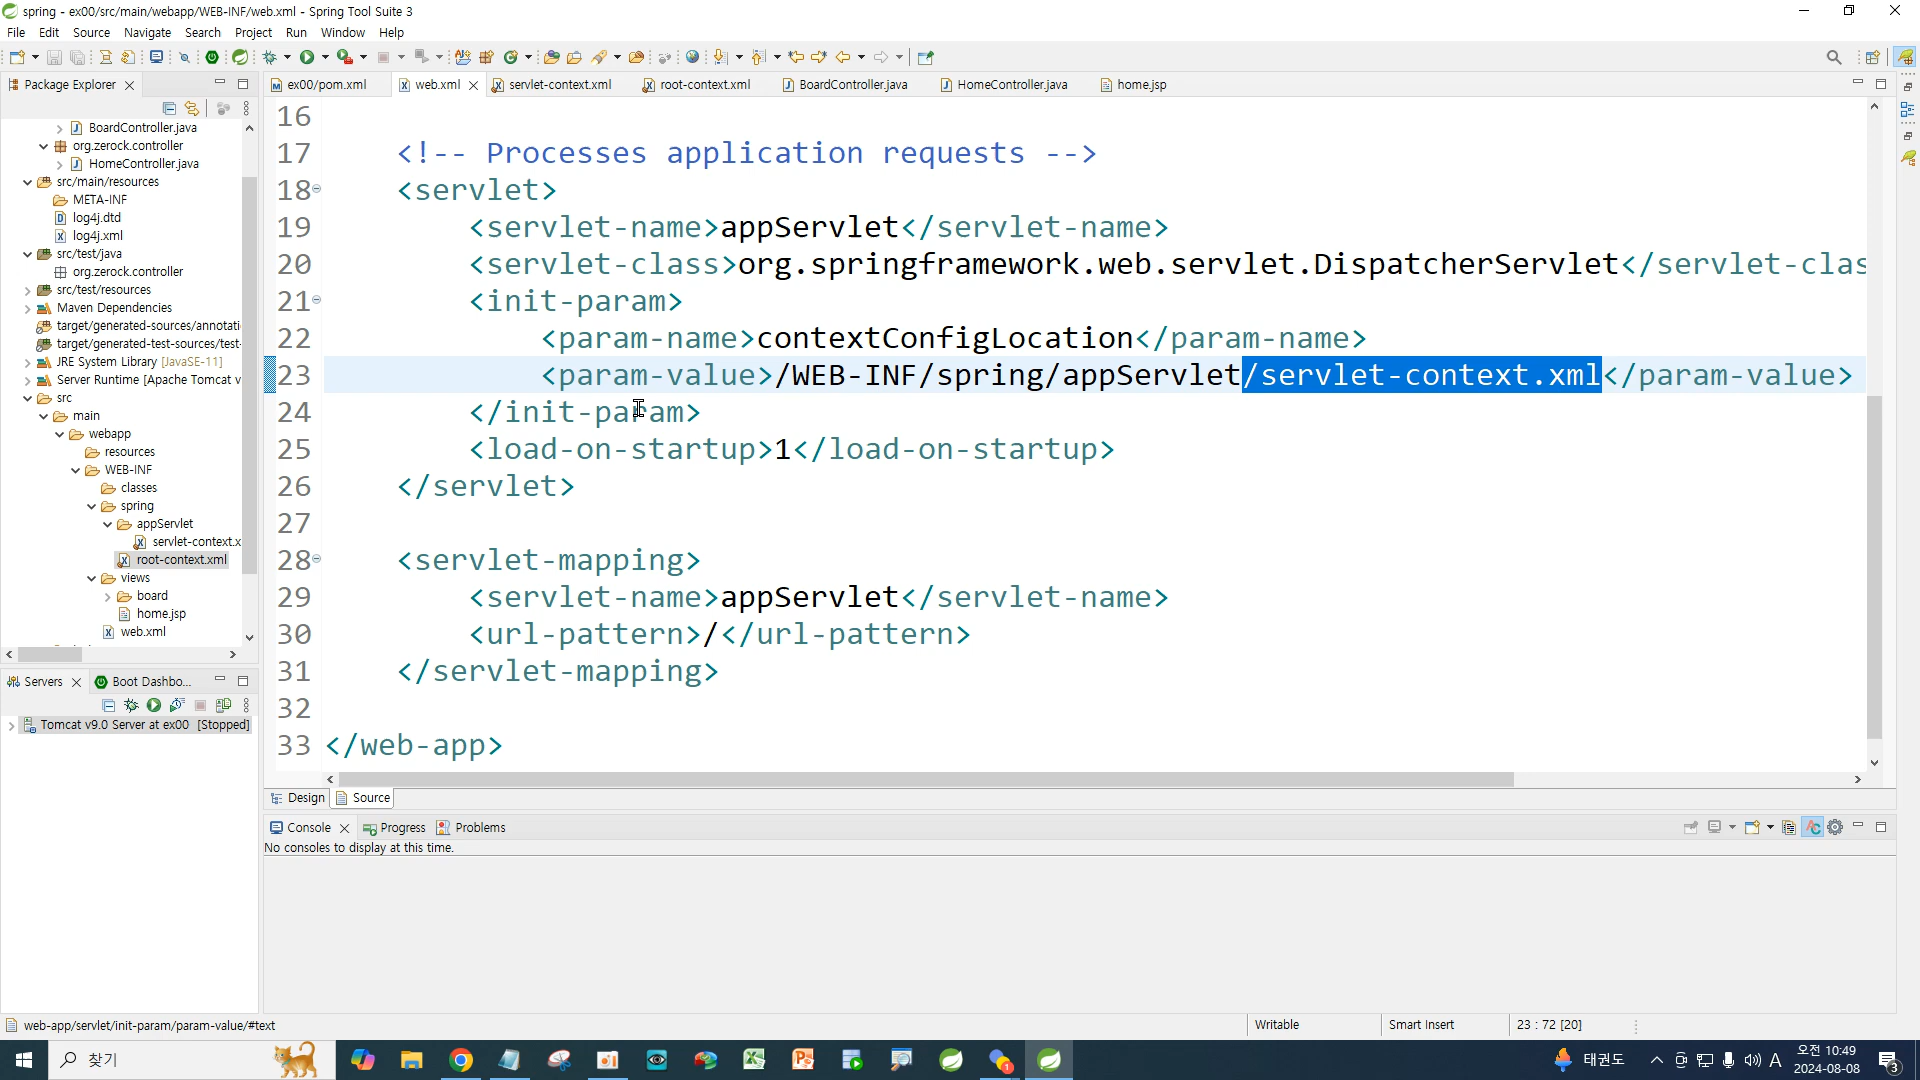 spring - ex00/src/main/webapp/WEB-INF/web.xml - Spring Tool Suite 3
File Edit Source Navigate Search Project Run Window Help
Package Explorer
BoardController.java
org.zerock.controller
HomeController.java
src/main/resources
META-INF
log4j.dtd
log4j.xml
src/test/java
org.zerock.controller
src/test/resources
Maven Dependencies
target/generated-sources/annotati
target/generated-test-sources/test-
JRE System Library [JavaSE-11]
Server Runtime [Apache Tomcat v
src
main
webapp
resources
WEB-INF
classes
spring
appServlet
servlet-context.x
root-context.xml
views
board
home.jsp
web.xml
Servers Boot Dashbo...
Tomcat v9.0 Server at ex00 [Stopped]
ex00/pom.xml web.xml servlet-context.xml root-context.xml BoardController.java HomeController.java home.jsp
16
17 <!-- Processes application requests -->
18 <servlet>
19 <servlet-name>appServlet</servlet-name>
20 <servlet-class>org.springframework.web.servlet.DispatcherServlet</servlet-clas
21 <init-param>
22 <param-name>contextConfigLocation</param-name>
23 <param-value>/WEB-INF/spring/appServlet/servlet-context.xml</param-value>
24 </init-param>
25 <load-on-startup>1</load-on-startup>
26 </servlet>
27
28 <servlet-mapping>
29 <servlet-name>appServlet</servlet-name>
30 <url-pattern>/</url-pattern>
31 </servlet-mapping>
32
33 </web-app>
Design Source
Console Progress Problems
No consoles to display at this time.
web-app/servlet/init-param/param-value/#text
Writable Smart Insert 23 : 72 [20]
찾기
태권도
A
오전 10:49
2024-08-08
3